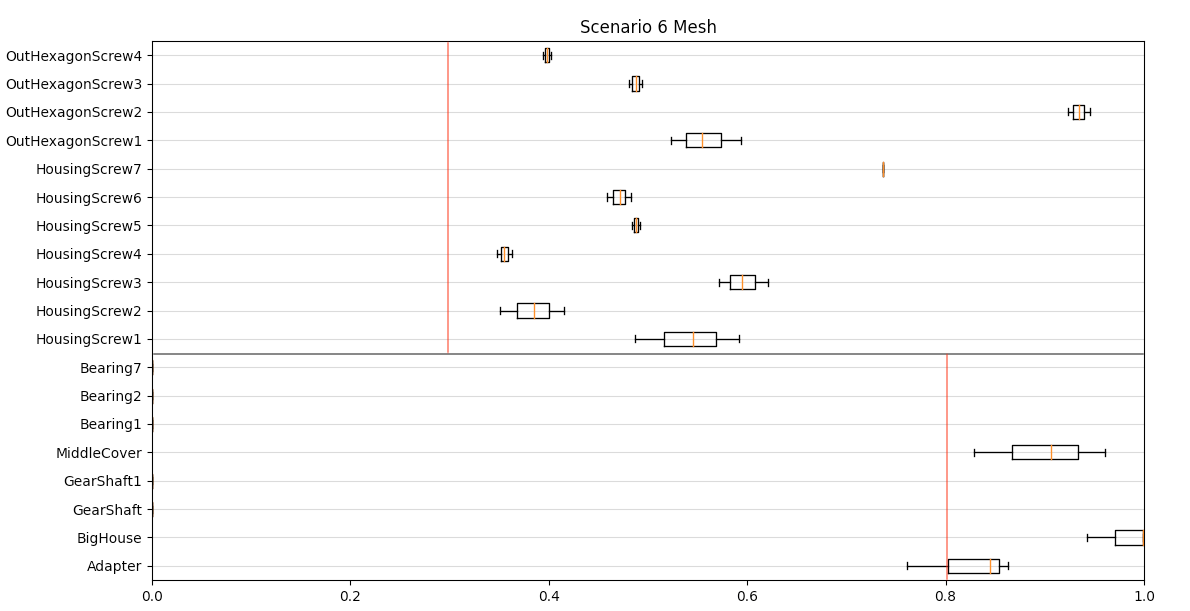 Scenario 6 Mesh
OutHexagonScrew4
OutHexagonScrew3
OutHexagonScrew2
OutHexagonScrew1
HousingScrew7
HousingScrew6
HousingScrew5
HousingScrew4
HousingScrew3
HousingScrew2
HousingScrew1
Bearing7
Bearing2
Bearing1
MiddleCover
GearShaft1
GearShaft
BigHouse
Adapter
0.0 0.2 0.4 0.6 0.8 1.0